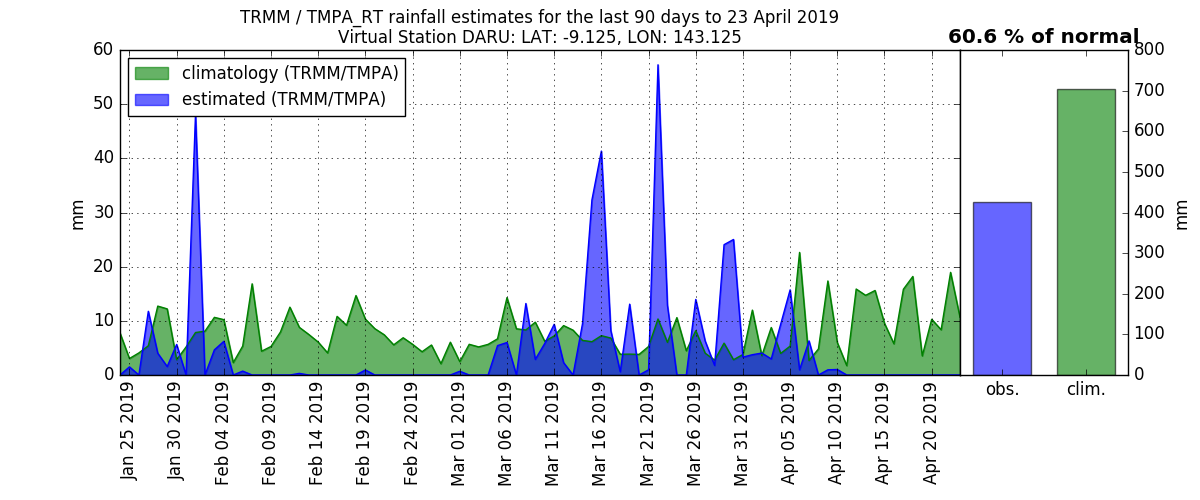 TRMM / TMPA_RT rainfall estimates for the last 90 days to 23 April 2019
Virtual Station DARU: LAT: -9.125, LON: 143.125
60.6 % of normal
climatology (TRMM/TMPA)
estimated (TRMM/TMPA)
60
50
40
30
20
10
0
mm
Jan 25 2019
Jan 30 2019
Feb 04 2019
Feb 09 2019
Feb 14 2019
Feb 19 2019
Feb 24 2019
Mar 01 2019
Mar 06 2019
Mar 11 2019
Mar 16 2019
Mar 21 2019
Mar 26 2019
Mar 31 2019
Apr 05 2019
Apr 10 2019
Apr 15 2019
Apr 20 2019
obs.
clim.
800
700
600
500
400
300
200
100
0
mm